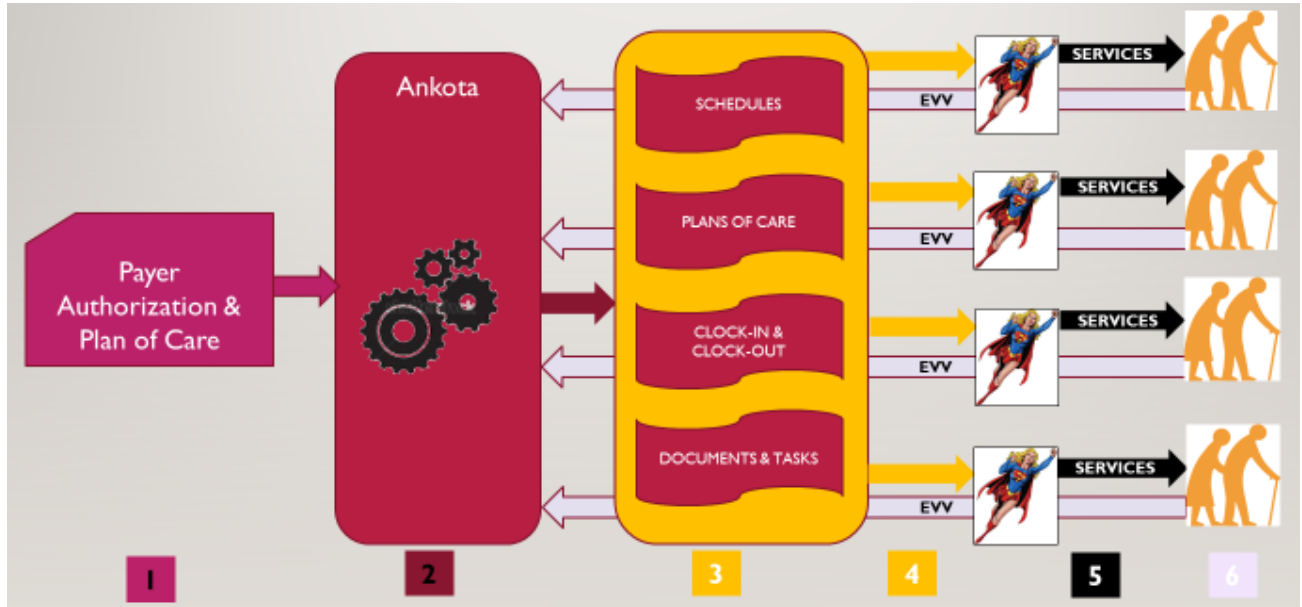 Payer
Authorization &
Plan of Care
Ankota
SCHEDULES
PLANS OF CARE
CLOCK-IN &
CLOCK-OUT
DOCUMENTS & TASKS
SERVICES
EVV
SERVICES
EVV
SERVICES
EVV
SERVICES
EVV
1
2
3
4
5
6